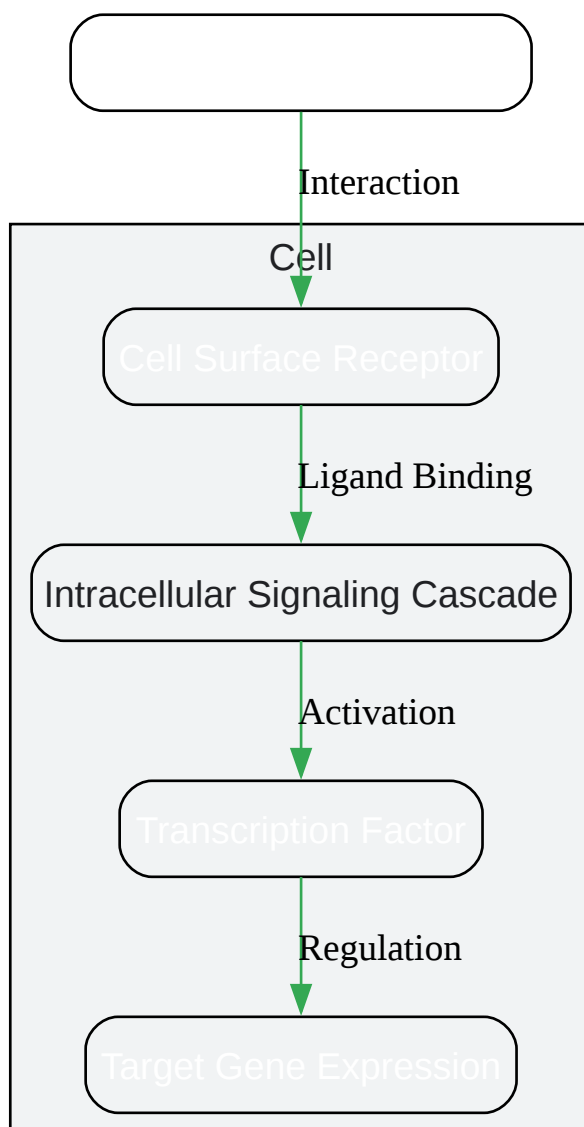 Interaction
Cell
Cell Surface Receptor
Ligand Binding
Intracellular Signaling Cascade
Activation
Transcription Factor
Regulation
Target Gene Expression